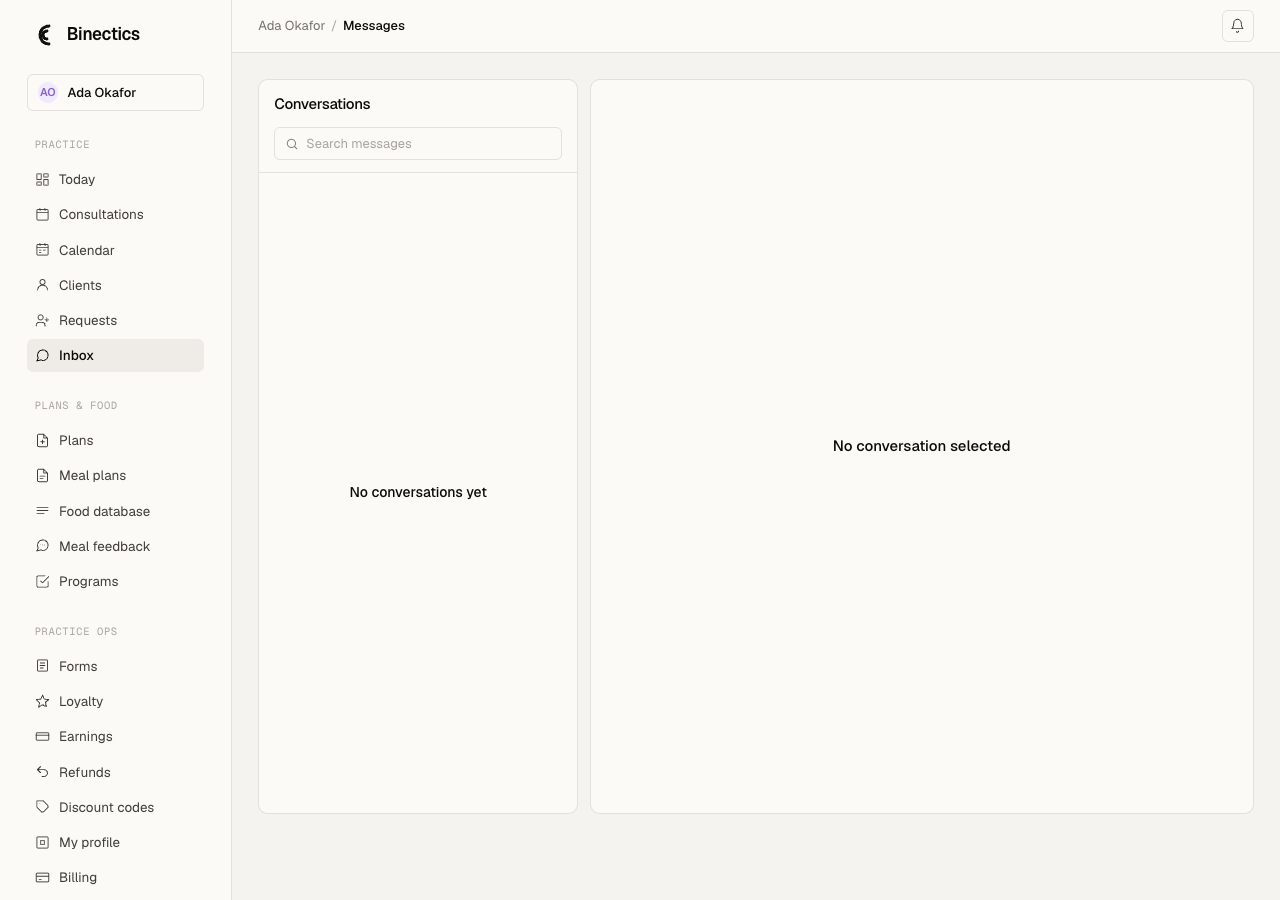 Binectics
AO Ada Okafor
PRACTICE
Today
Consultations
Calendar
Clients
Requests
Inbox
PLANS & FOOD
Plans
Meal plans
Food database
Meal feedback
Programs
PRACTICE OPS
Forms
Loyalty
Earnings
Refunds
Discount codes
My profile
Billing
Ada Okafor / Messages
Conversations
Search messages
No conversations yet
No conversation selected